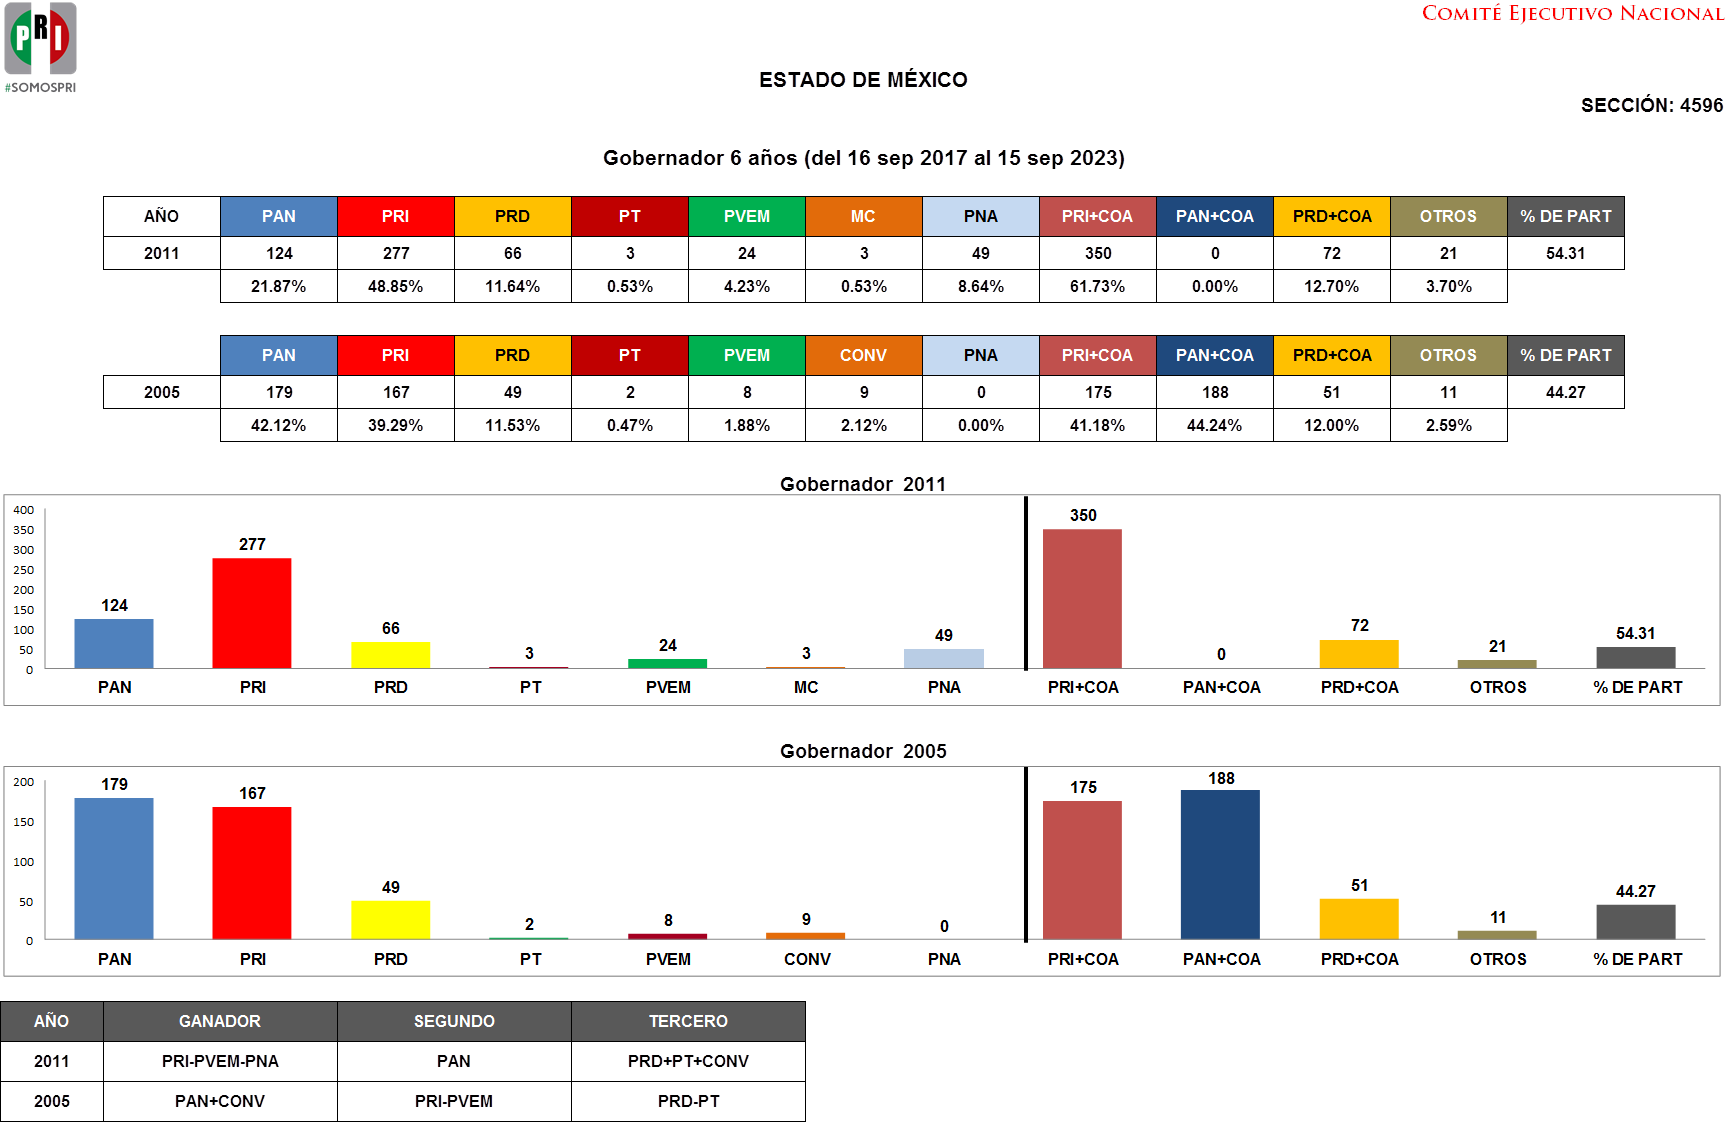 PRI
#SOMOSPRI
COMITÉ EJECUTIVO NACIONAL
ESTADO DE MÉXICO
SECCIÓN: 4596
Gobernador 6 años (del 16 sep 2017 al 15 sep 2023)
AÑO PAN PRI PRD PT PVEM MC PNA PRI+COA PAN+COA PRD+COA OTROS % DE PART
2011 124 277 66 3 24 3 49 350 0 72 21 54.31
21.87% 48.85% 11.64% 0.53% 4.23% 0.53% 8.64% 61.73% 0.00% 12.70% 3.70%
PAN PRI PRD PT PVEM CONV PNA PRI+COA PAN+COA PRD+COA OTROS % DE PART
2005 179 167 49 2 8 9 0 175 188 51 11 44.27
42.12% 39.29% 11.53% 0.47% 1.88% 2.12% 0.00% 41.18% 44.24% 12.00% 2.59%
Gobernador 2011
400
350
300
250
200
150
100
50
0
124 277 66 3 24 3 49 350 0 72 21 54.31
PAN PRI PRD PT PVEM MC PNA PRI+COA PAN+COA PRD+COA OTROS % DE PART
Gobernador 2005
200
150
100
50
0
179 167 49 2 8 9 0 175 188 51 11 44.27
PAN PRI PRD PT PVEM CONV PNA PRI+COA PAN+COA PRD+COA OTROS % DE PART
AÑO GANADOR SEGUNDO TERCERO
2011 PRI-PVEM-PNA PAN PRD+PT+CONV
2005 PAN+CONV PRI-PVEM PRD-PT